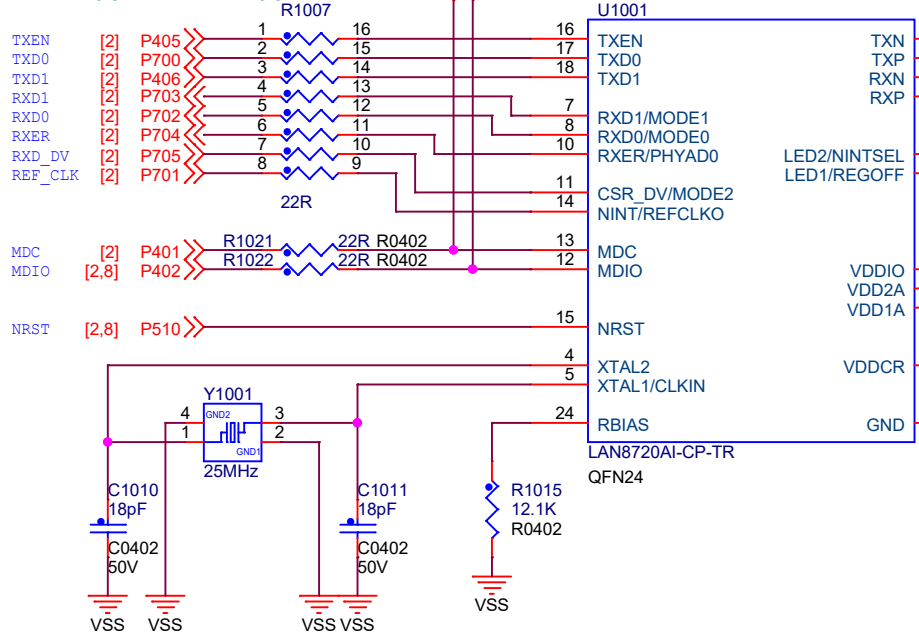 R1007
U1001
TXEN [2] P405 1 16 16 TXEN TXN
TXD0 [2] P700 2 15 17 TXD0 TXP
TXD1 [2] P406 3 14 18 TXD1 RXN
RXD1 [2] P703 4 13 RXP
RXD0 [2] P702 5 12 7 RXD1/MODE1
RXER [2] P704 6 11 8 RXD0/MODE0
RXD_DV [2] P705 7 10 10 RXER/PHYAD0 LED2/NINTSEL
REF_CLK [2] P701 8 9 LED1/REGOFF
22R
11 CSR_DV/MODE2
14 NINT/REFCLKO
MDC [2] P401 R1021 22R R0402 13 MDC
MDIO [2,8] P402 R1022 22R R0402 12 MDIO VDDIO
VDD2A
VDD1A
NRST [2,8] P510 15 NRST
4 XTAL2 VDDCR
5 XTAL1/CLKIN
Y1001
4 GND2 3
1 GND1 2
25MHz
24 RBIAS GND
LAN8720AI-CP-TR
QFN24
C1010
18pF
C0402
50V
C1011
18pF
C0402
50V
R1015
12.1K
R0402
VSS
VSS VSS VSS VSS